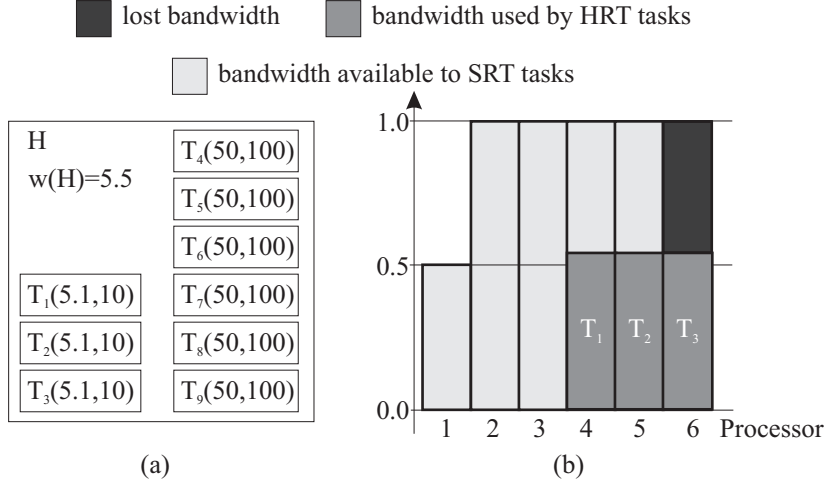 lost bandwidth
bandwidth used by HRT tasks
bandwidth available to SRT tasks
H
w(H)=5.5
T₄(50,100)
T₅(50,100)
T₆(50,100)
T₁(5.1,10)
T₇(50,100)
T₂(5.1,10)
T₈(50,100)
T₃(5.1,10)
T₉(50,100)
(a)
1.0
0.5
0.0
T₁
T₂
T₃
1 2 3 4 5 6 Processor
(b)